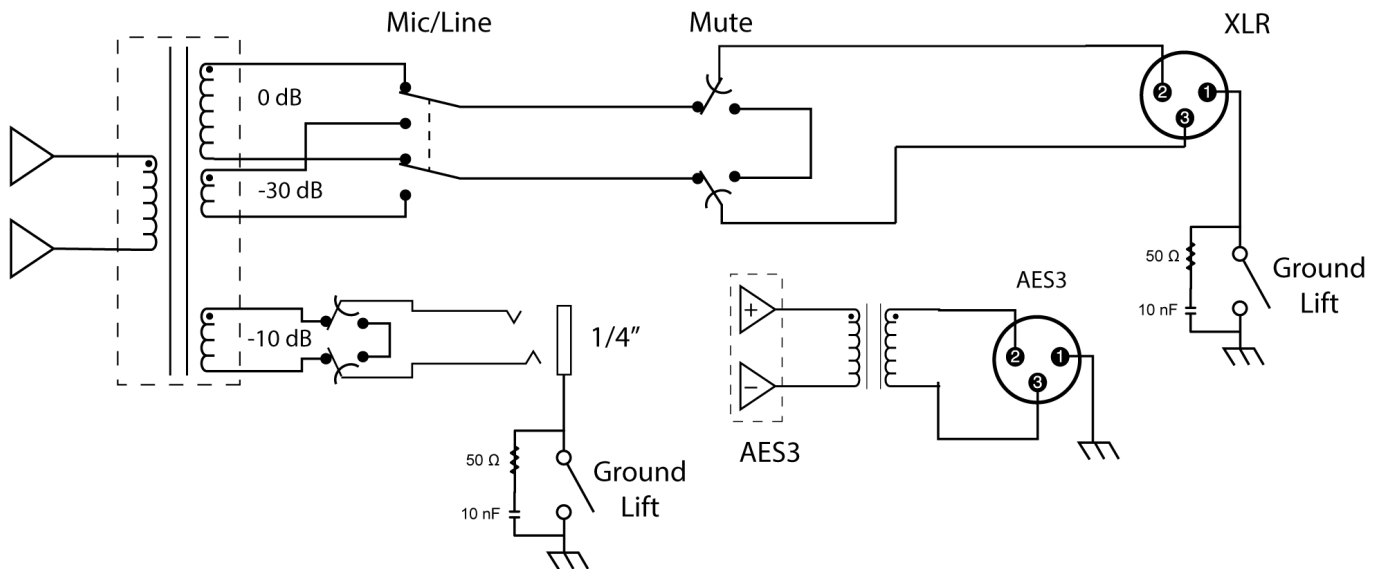 Mic/Line
Mute
XLR
0 dB
-30 dB
2
1
3
50 Ω
10 nF
Ground
Lift
-10 dB
1/4”
+
−
AES3
AES3
2
1
3
50 Ω
10 nF
Ground
Lift